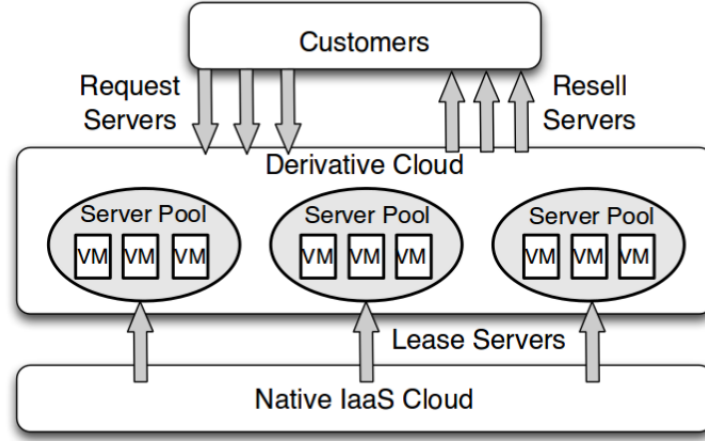 Customers
Request
Servers
Resell
Servers
Derivative Cloud
Server Pool
VM VM VM
Server Pool
VM VM VM
Server Pool
VM VM VM
Lease Servers
Native IaaS Cloud